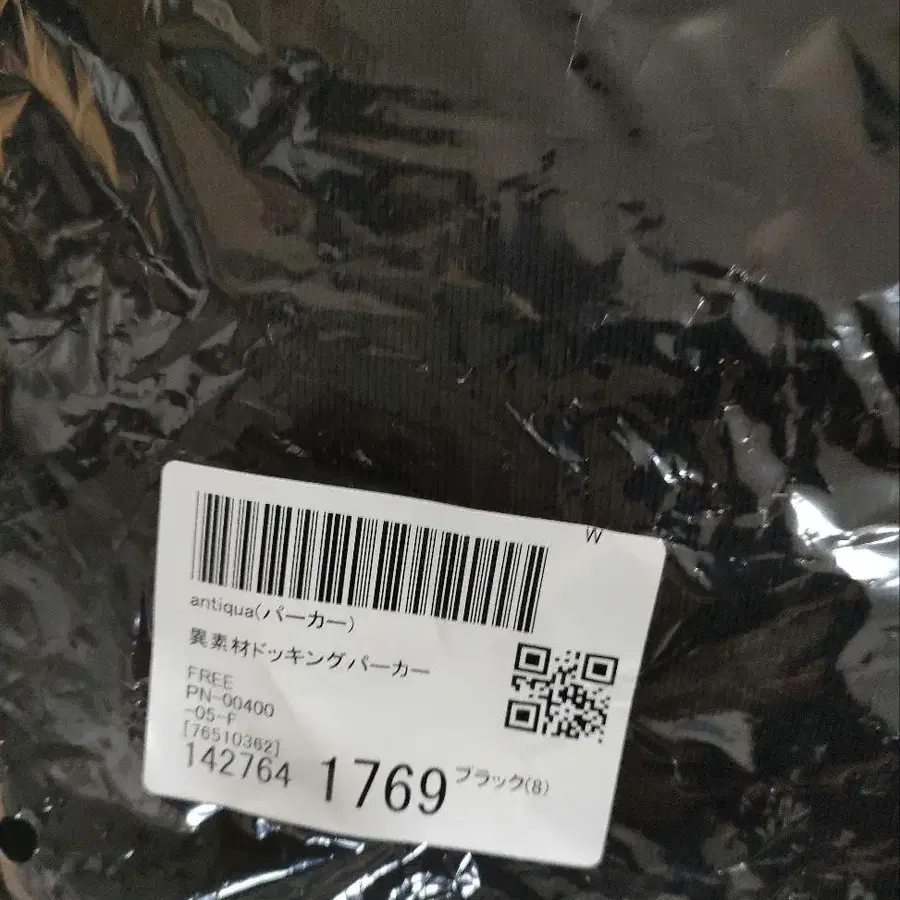 W
antiqua(パーカー)
異素材ドッキングパーカー
FREE
PN-00400
-05-F
[76510362]
142764 1769 ブラック(8)